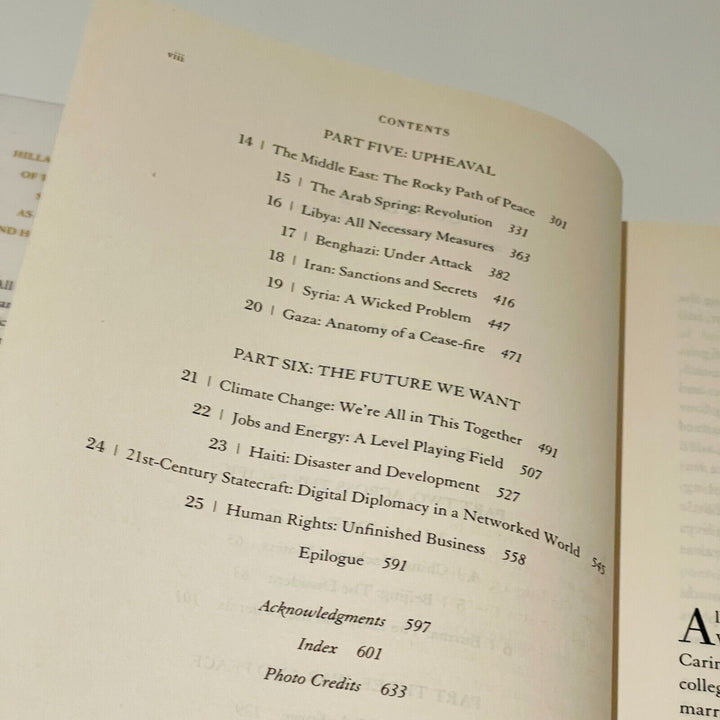 viii
CONTENTS
PART FIVE: UPHEAVAL
14 | The Middle East: The Rocky Path of Peace 301
15 | The Arab Spring: Revolution 331
16 | Libya: All Necessary Measures 363
17 | Benghazi: Under Attack 382
18 | Iran: Sanctions and Secrets 416
19 | Syria: A Wicked Problem 447
20 | Gaza: Anatomy of a Cease-fire 471
PART SIX: THE FUTURE WE WANT
21 | Climate Change: We're All in This Together 491
22 | Jobs and Energy: A Level Playing Field 507
23 | Haiti: Disaster and Development 527
24 | 21st-Century Statecraft: Digital Diplomacy in a Networked World 545
25 | Human Rights: Unfinished Business 558
Epilogue 591
Acknowledgments 597
Index 601
Photo Credits 633